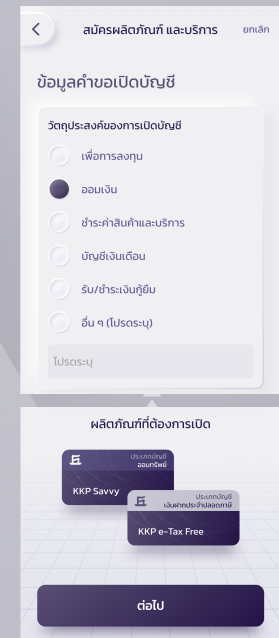 สมัครผลิตภัณฑ์ และบริการ ยกเลิก
ข้อมูลคำขอเปิดบัญชี
วัตถุประสงค์ของการเปิดบัญชี
เพื่อการลงทุน
ออมเงิน
ชำระค่าสินค้าและบริการ
บัญชีเงินเดือน
รับ/ชำระเงินกู้ยืม
อื่น ๆ (โปรดระบุ)
โปรดระบุ
ผลิตภัณฑ์ที่ต้องการเปิด
ประเภทบัญชี
ออมทรัพย์
KKP Savvy
ประเภทบัญชี
เงินฝากประจำปลอดภาษี
KKP e-Tax Free
ต่อไป